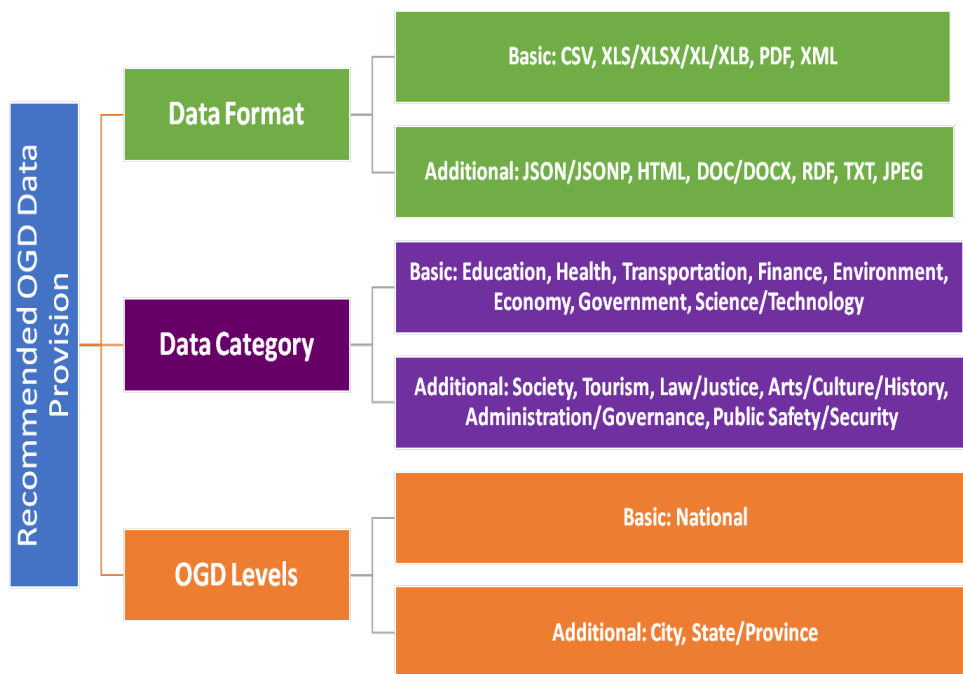 Recommended OGD Data
Provision
Data Format
Basic: CSV, XLS/XLSX/XL/XLB, PDF, XML
Additional: JSON/JSONP, HTML, DOC/DOCX, RDF, TXT, JPEG
Data Category
Basic: Education, Health, Transportation, Finance, Environment,
Economy, Government, Science/Technology
Additional: Society, Tourism, Law/Justice, Arts/Culture/History,
Administration/Governance, Public Safety/Security
OGD Levels
Basic: National
Additional: City, State/Province